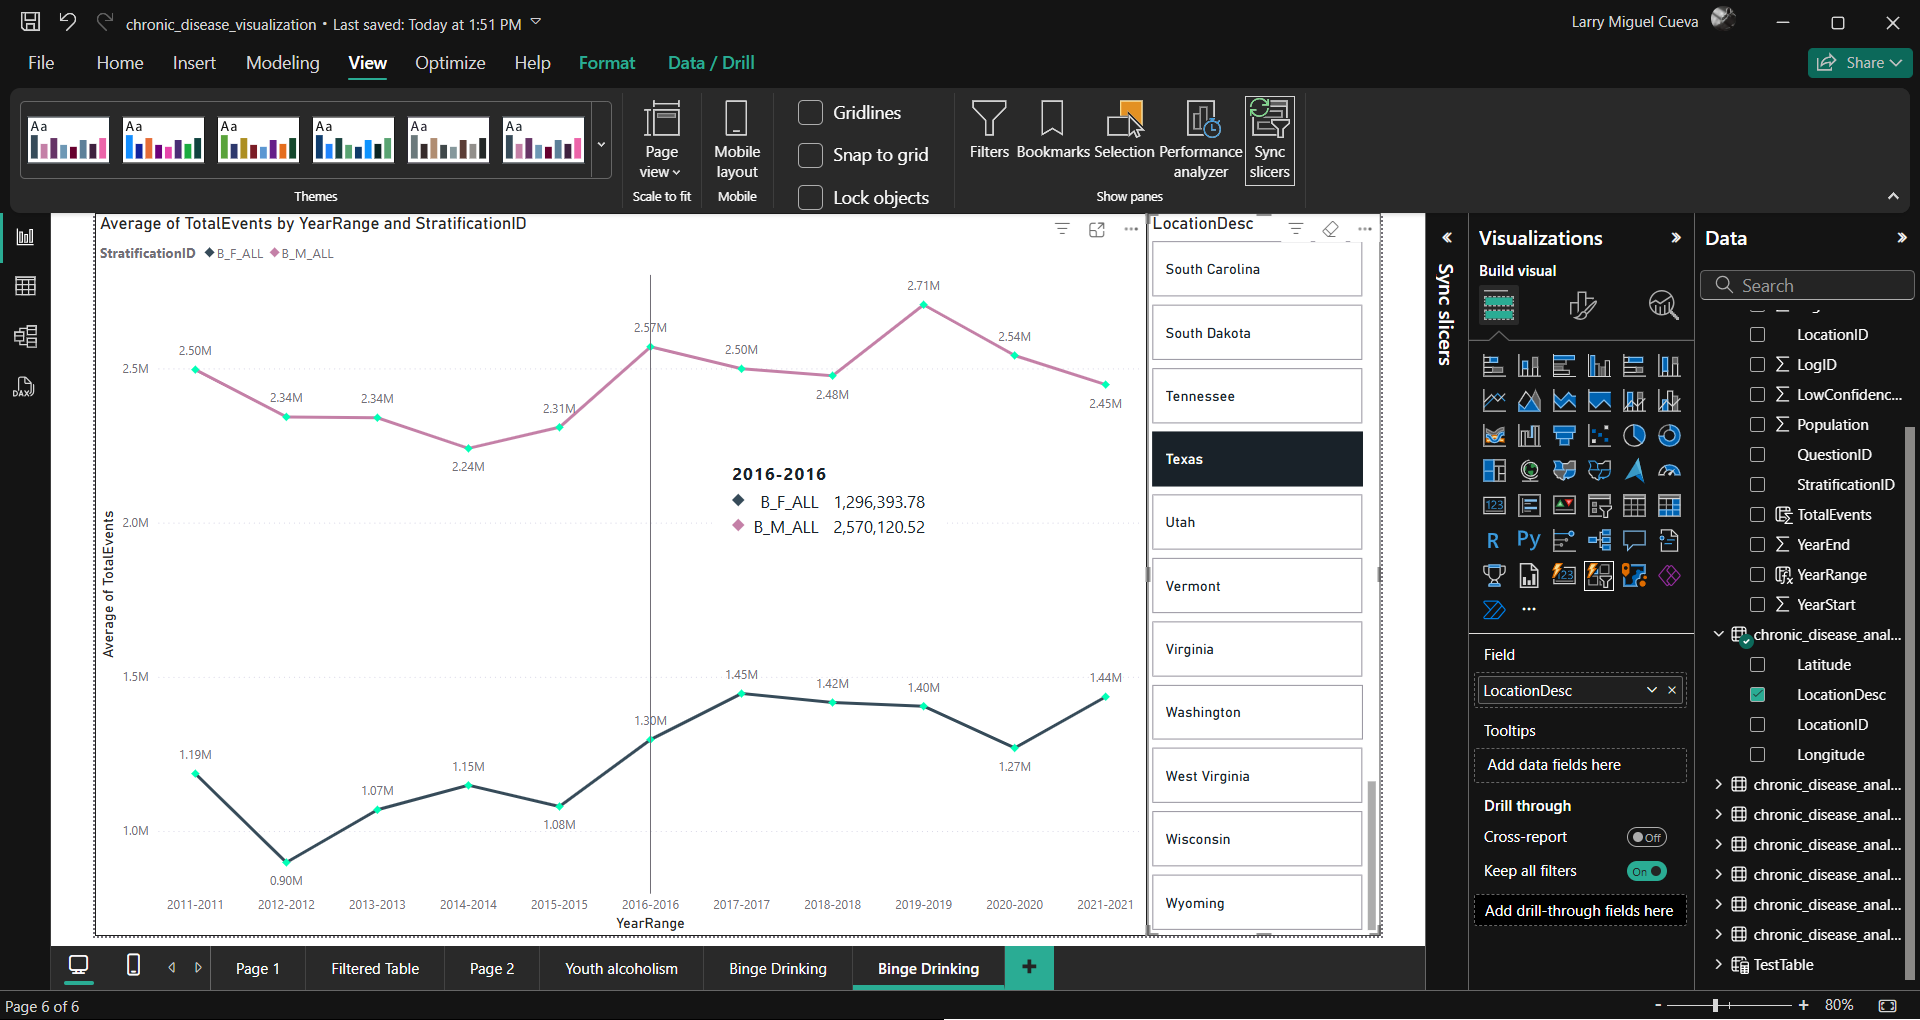 chronic_disease_visualization • Last saved: Today at 1:51 PM
Larry Miguel Cueva
File Home Insert Modeling View Optimize Help Format Data / Drill
Share
Aa Aa Aa Aa Aa Aa
Themes
Page view
Scale to fit
Mobile layout
Mobile
Gridlines
Snap to grid
Lock objects
Filters
Bookmarks
Selection
Performance analyzer
Sync slicers
Show panes
Average of TotalEvents by YearRange and StratificationID
StratificationID B_F_ALL B_M_ALL
Average of TotalEvents
2.5M
2.0M
1.5M
1.0M
2.50M
2.34M
2.34M
2.24M
2.31M
2.57M
2.50M
2.48M
2.71M
2.54M
2.45M
2016-2016
B_F_ALL 1,296,393.78
B_M_ALL 2,570,120.52
1.19M
0.90M
1.07M
1.15M
1.08M
1.30M
1.45M
1.42M
1.40M
1.27M
1.44M
2011-2011 2012-2012 2013-2013 2014-2014 2015-2015 2016-2016 2017-2017 2018-2018 2019-2019 2020-2020 2021-2021
YearRange
LocationDesc
South Carolina
South Dakota
Tennessee
Texas
Utah
Vermont
Virginia
Washington
West Virginia
Wisconsin
Wyoming
Sync slicers
Visualizations
Build visual
123
R Py
123
Field
LocationDesc
Tooltips
Add data fields here
Drill through
Cross-report
Off
Keep all filters
On
Add drill-through fields here
Data
Search
LocationID
LogID
LowConfidenc...
Population
QuestionID
StratificationID
TotalEvents
YearEnd
YearRange
YearStart
chronic_disease_anal...
Latitude
LocationDesc
LocationID
Longitude
chronic_disease_anal...
chronic_disease_anal...
chronic_disease_anal...
chronic_disease_anal...
chronic_disease_anal...
chronic_disease_anal...
TestTable
DAX
Page 1 Filtered Table Page 2 Youth alcoholism Binge Drinking Binge Drinking +
Page 6 of 6
- + 80%